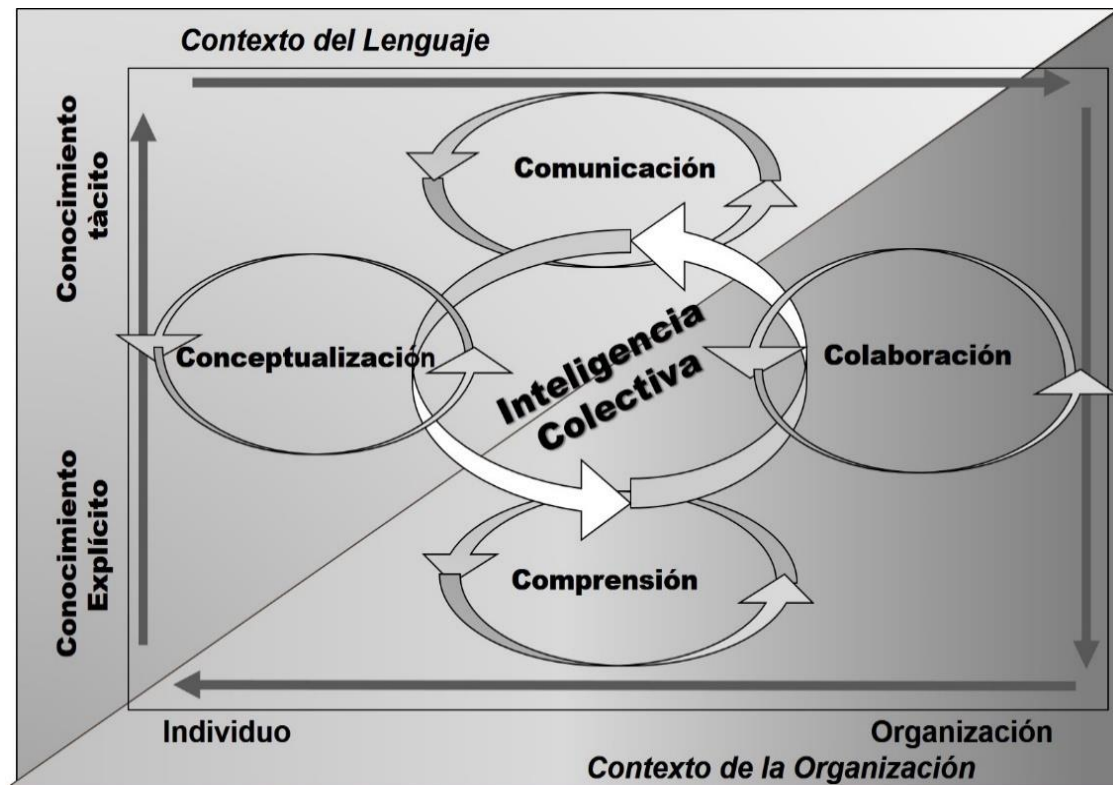 Contexto del Lenguaje
Conocimiento
tàcito
Comunicación
Conceptualización
Inteligencia
Colectiva
Colaboración
Conocimiento
Explícito
Comprensión
Individuo
Organización
Contexto de la Organización